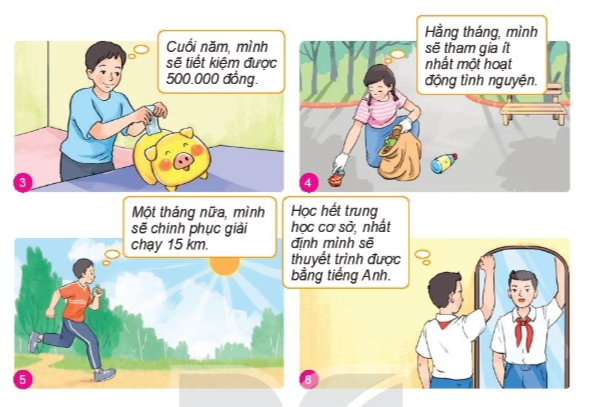 Cuối năm, mình
sẽ tiết kiệm được
500.000 đồng.
3
Hằng tháng, mình
sẽ tham gia ít
nhất một hoạt
động tình nguyện.
4
Một tháng nữa, mình
sẽ chinh phục giải
chạy 15 km.
5
Học hết trung
học cơ sở, nhất
định mình sẽ
thuyết trình được
bằng tiếng Anh.
6